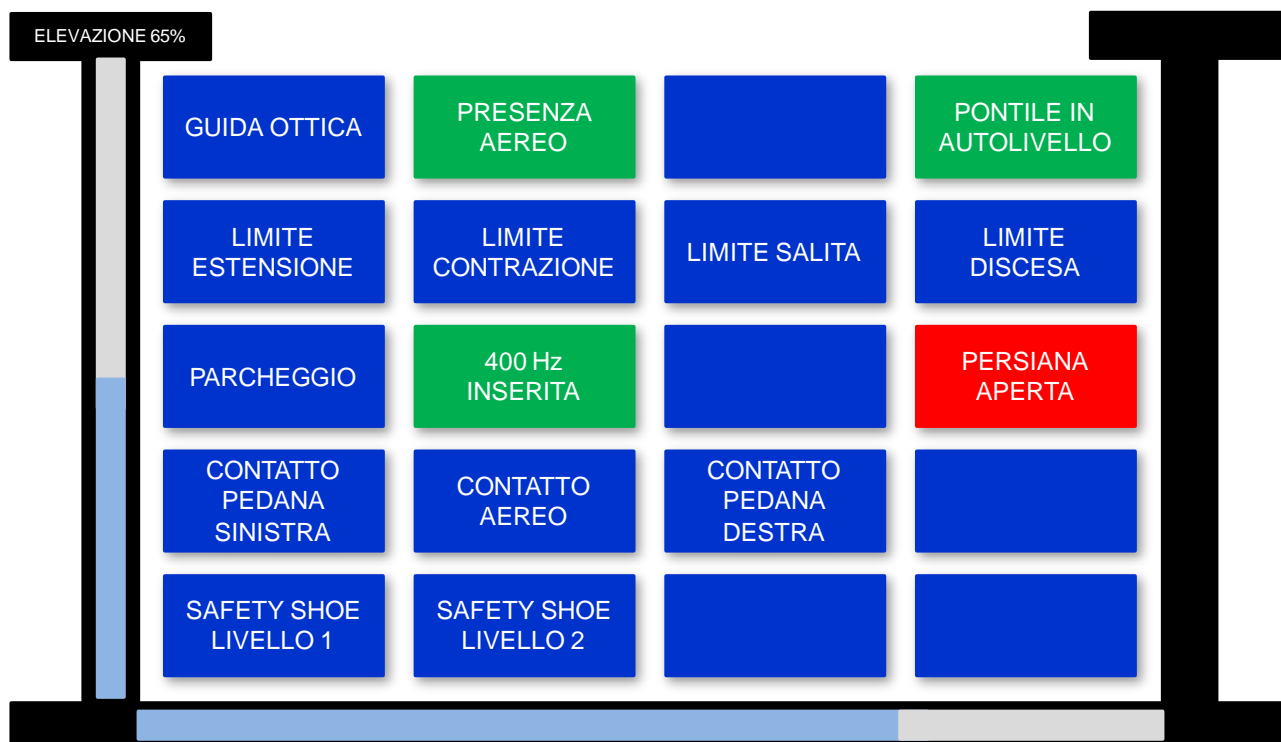 ELEVAZIONE 65%
GUIDA OTTICA
PRESENZA
AEREO
PONTILE IN
AUTOLIVELLO
LIMITE
ESTENSIONE
LIMITE
CONTRAZIONE
LIMITE SALITA
LIMITE
DISCESA
PARCHEGGIO
400 Hz
INSERITA
PERSIANA
APERTA
CONTATTO
PEDANA
SINISTRA
CONTATTO
AEREO
CONTATTO
PEDANA
DESTRA
SAFETY SHOE
LIVELLO 1
SAFETY SHOE
LIVELLO 2